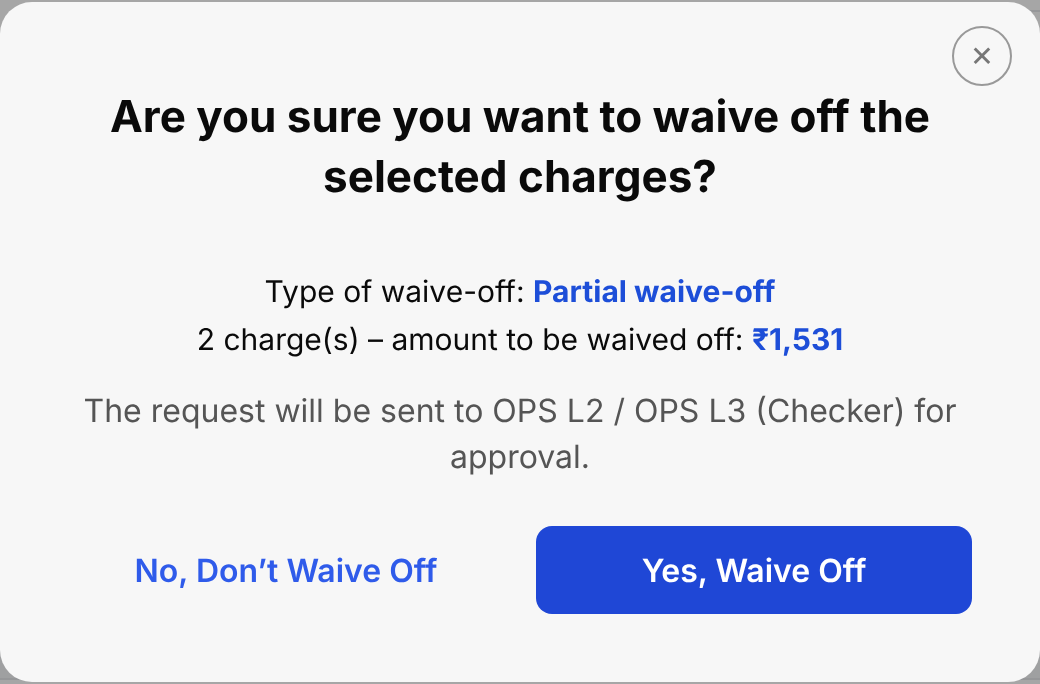 Are you sure you want to waive off the
selected charges?
Type of waive-off: Partial waive-off
2 charge(s) – amount to be waived off: ₹1,531
The request will be sent to OPS L2 / OPS L3 (Checker) for
approval.
No, Don’t Waive Off
Yes, Waive Off